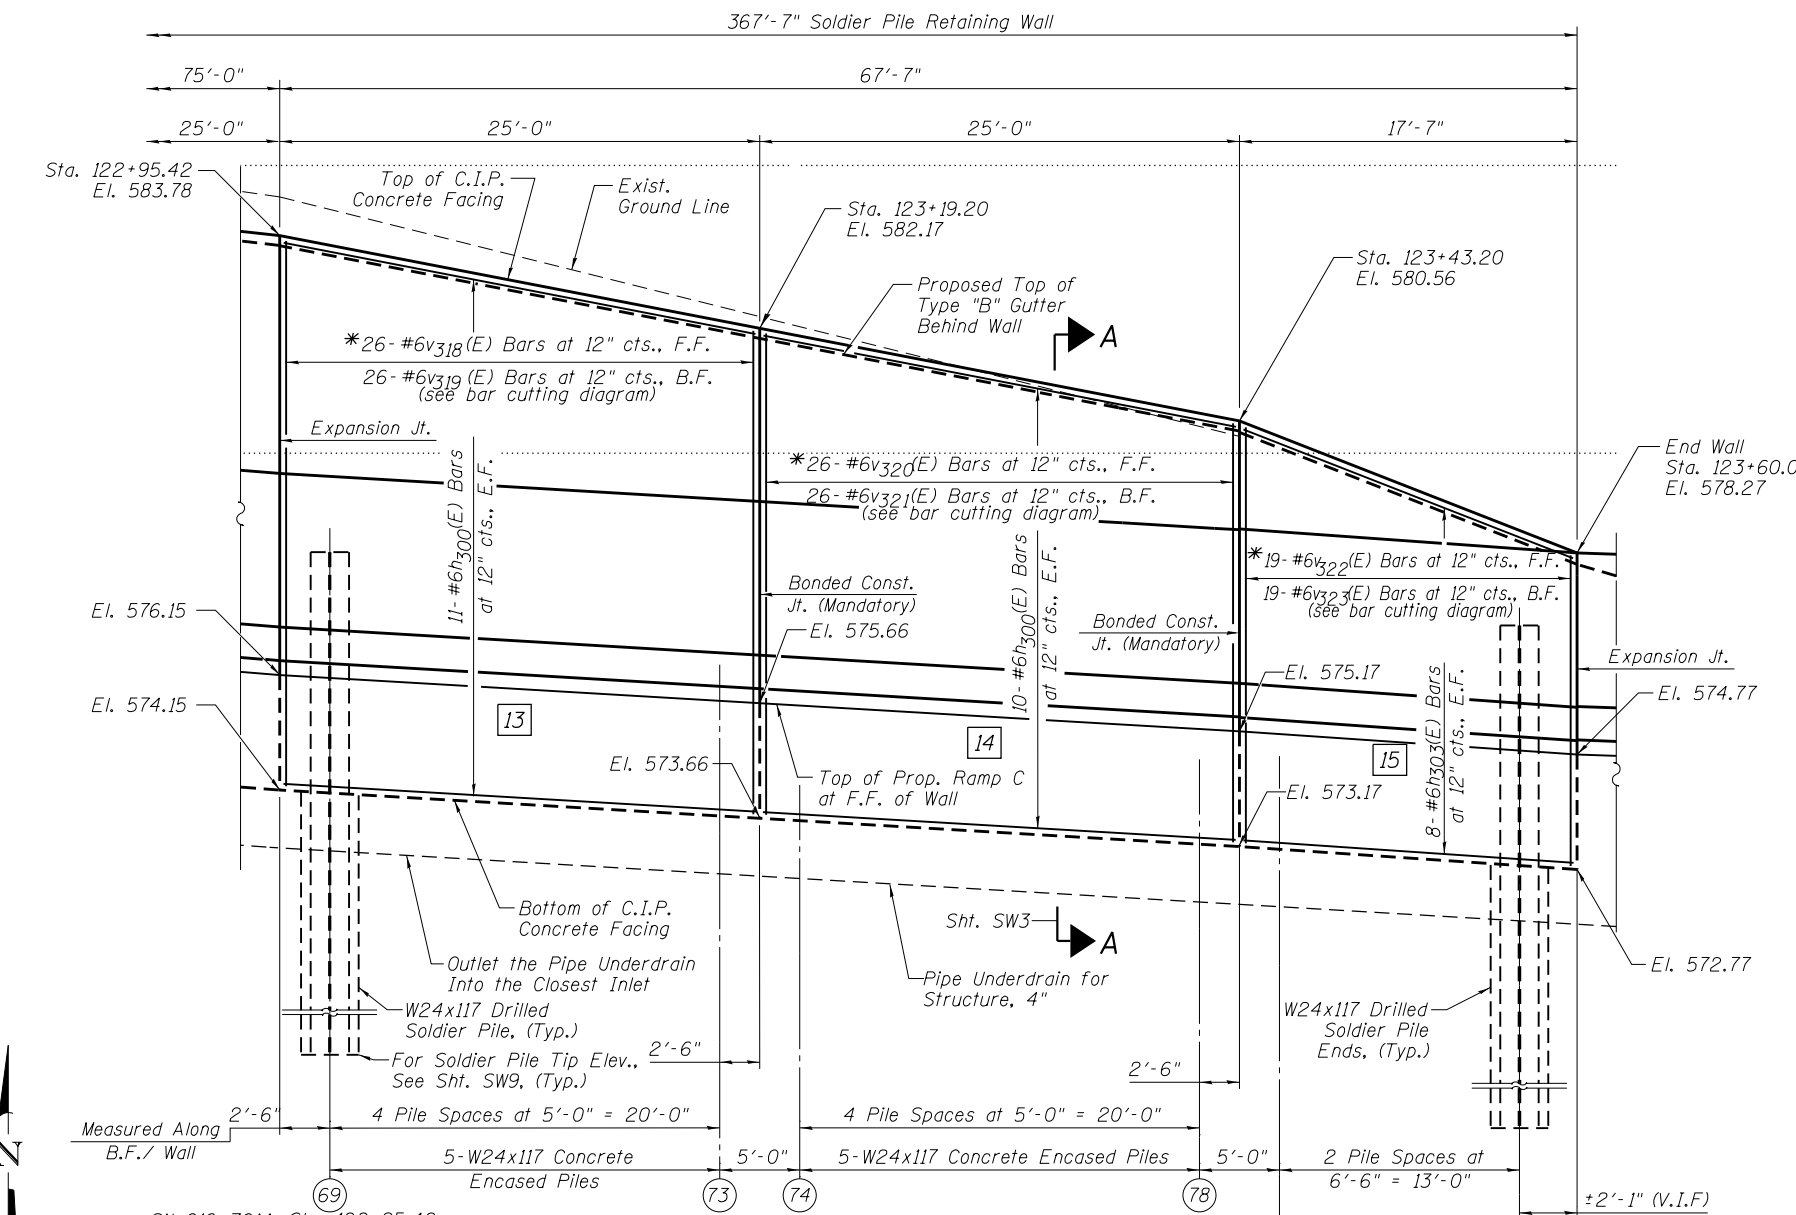 367'-7" Soldier Pile Retaining Wall
75'-0"
67'-7"
25'-0"
25'-0"
25'-0"
17'-7"
Sta. 122+95.42
El. 583.78
Top of C.I.P.
Concrete Facing
Exist.
Ground Line
Sta. 123+19.20
El. 582.17
Sta. 123+43.20
El. 580.56
Proposed Top of
Type "B" Gutter
Behind Wall
A
*26-#6v318(E) Bars at 12" cts., F.F.
26-#6v319(E) Bars at 12" cts., B.F.
(see bar cutting diagram)
Expansion Jt.
11-#6h300(E) Bars
at 12" cts., E.F.
*26-#6v320(E) Bars at 12" cts., F.F.
26-#6v321(E) Bars at 12" cts., B.F.
(see bar cutting diagram)
End Wall
Sta. 123+60.0
El. 578.27
10-#6h300(E) Bars
at 12" cts., E.F.
*19-#6v322(E) Bars at 12" cts., F.F.
19-#6v323(E) Bars at 12" cts., B.F.
(see bar cutting diagram)
El. 576.15
Bonded Const.
Jt. (Mandatory)
El. 575.66
Bonded Const.
Jt. (Mandatory)
Expansion Jt.
El. 575.17
El. 574.77
El. 574.15
13
14
15
8-#6h303(E) Bars
at 12" cts., E.F.
El. 573.66
Top of Prop. Ramp C
at F.F. of Wall
El. 573.17
Bottom of C.I.P.
Concrete Facing
Sht. SW3
A
Outlet the Pipe Underdrain
Into the Closest Inlet
Pipe Underdrain for
Structure, 4"
El. 572.77
W24x117 Drilled
Soldier Pile, (Typ.)
W24x117 Drilled
Soldier Pile
Ends, (Typ.)
For Soldier Pile Tip Elev.,
See Sht. SW9, (Typ.)
2'-6"
2'-6"
2'-6"
4 Pile Spaces at 5'-0" = 20'-0"
4 Pile Spaces at 5'-0" = 20'-0"
Measured Along
B.F./ Wall
5-W24x117 Concrete
Encased Piles
5'-0"
5-W24x117 Concrete Encased Piles
5'-0"
2 Pile Spaces at
6'-6" = 13'-0"
69
73
74
78
±2'-1" (V.I.F)
N